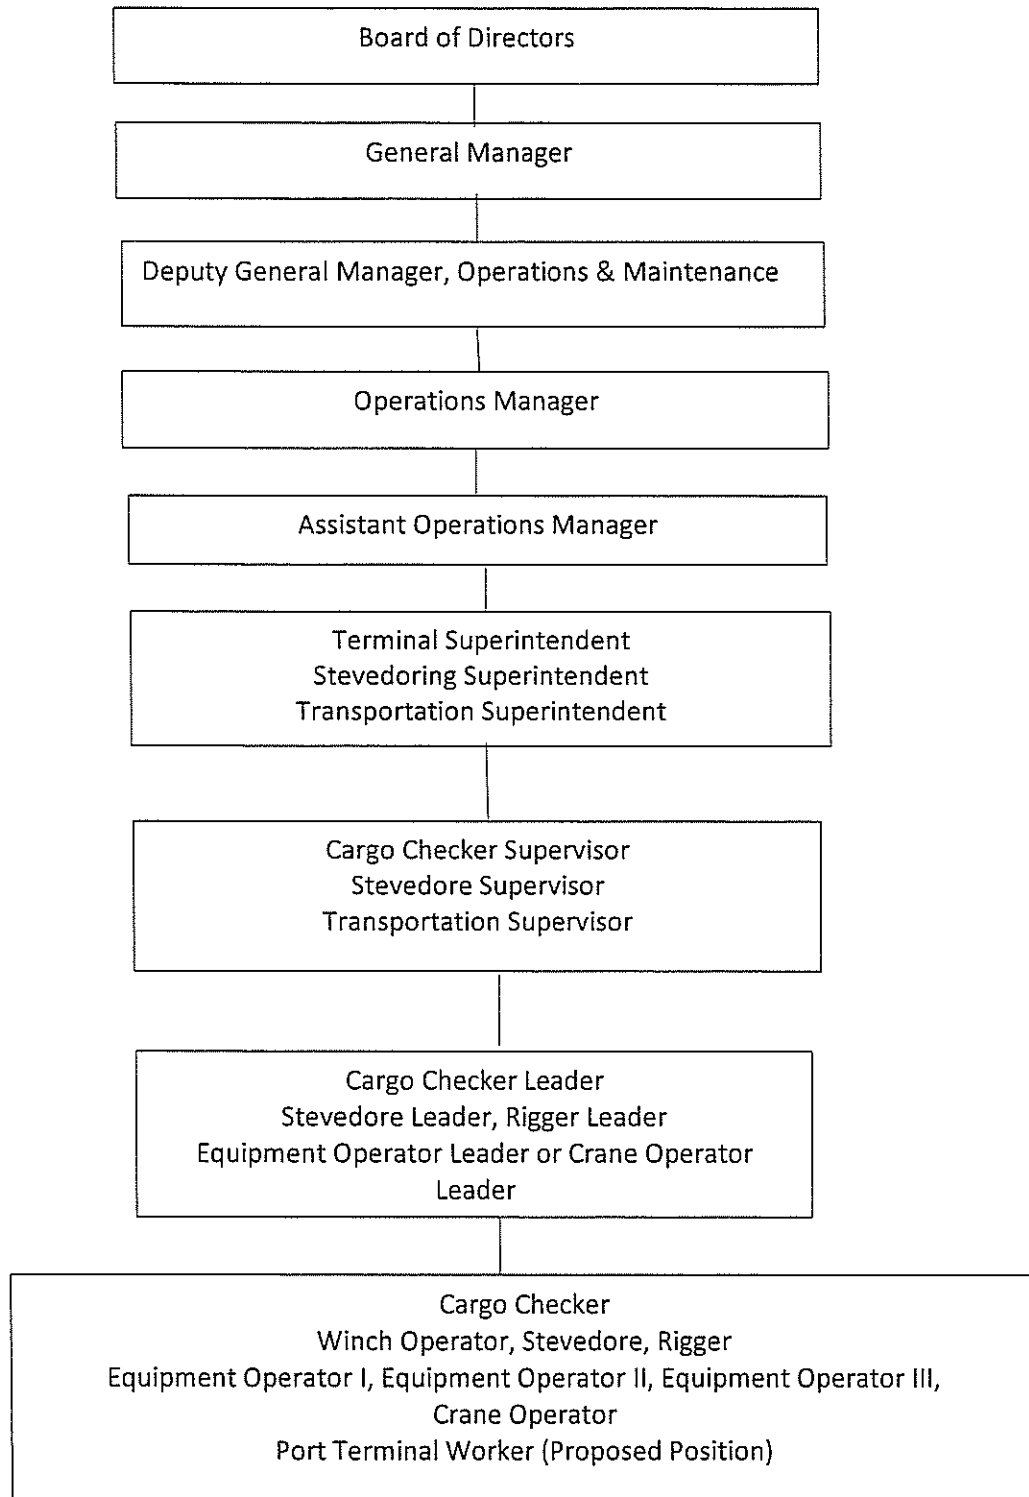 Board of Directors
General Manager
Deputy General Manager, Operations & Maintenance
Operations Manager
Assistant Operations Manager
Terminal Superintendent
Stevedoring Superintendent
Transportation Superintendent
Cargo Checker Supervisor
Stevedore Supervisor
Transportation Supervisor
Cargo Checker Leader
Stevedore Leader, Rigger Leader
Equipment Operator Leader or Crane Operator
Leader
Cargo Checker
Winch Operator, Stevedore, Rigger
Equipment Operator I, Equipment Operator II, Equipment Operator III,
Crane Operator
Port Terminal Worker (Proposed Position)